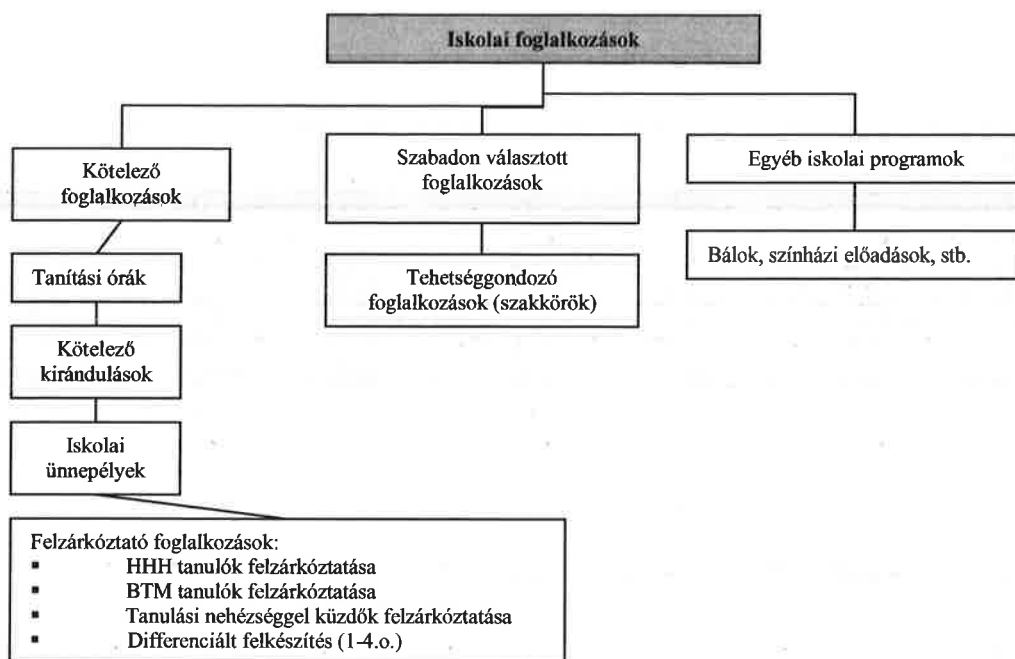 Iskolai foglalkozások
Kötelező
foglalkozások
Szabadon választott
foglalkozások
Egyéb iskolai programok
Tanítási órák
Tehetséggondozó
foglalkozások (szakkörök)
Bálok, színházi előadások, stb.
Kötelező
kirándulások
Iskolai
ünnepélyek
Felzárkóztató foglalkozások:
▪ HHH tanulók felzárkóztatása
▪ BTM tanulók felzárkóztatása
▪ Tanulási nehézséggel küzdők felzárkóztatása
▪ Differenciált felkészítés (1-4.o.)